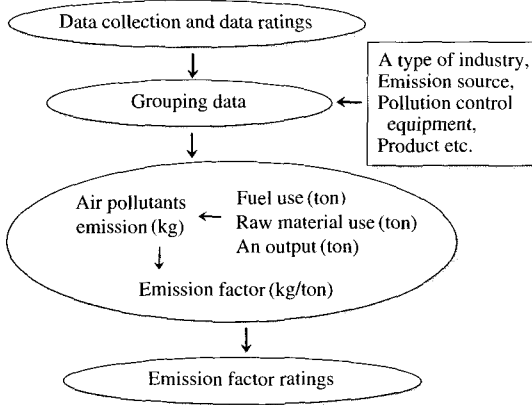 Data collection and data ratings
A type of industry,
Emission source,
Pollution control
equipment,
Product etc.
Grouping data
Air pollutants
emission (kg)
Fuel use (ton)
Raw material use (ton)
An output (ton)
Emission factor (kg/ton)
Emission factor ratings